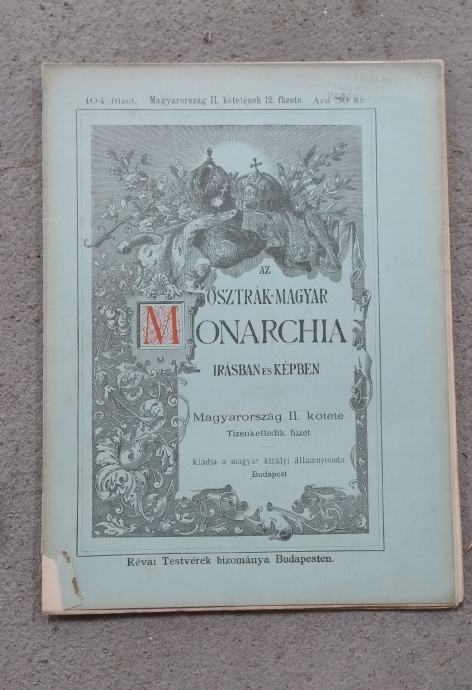 104 füzet. Magyarország II. kötetének 12. füzete. Ára 30 kr.
AZ
OSZTRÁK-MAGYAR
MONARCHIA
IRÁSBAN ÉS KÉPBEN
Magyarország II. kötete
Tizenkettedik füzet
Kiadja a magyar királyi államnyomda
Budapest
Révai Testvérek bizománya Budapesten.